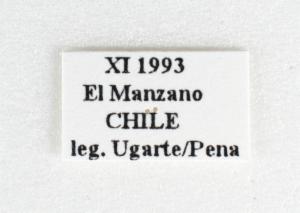 XI 1993
El Manzano
CHILE
leg. Ugarte/Pena